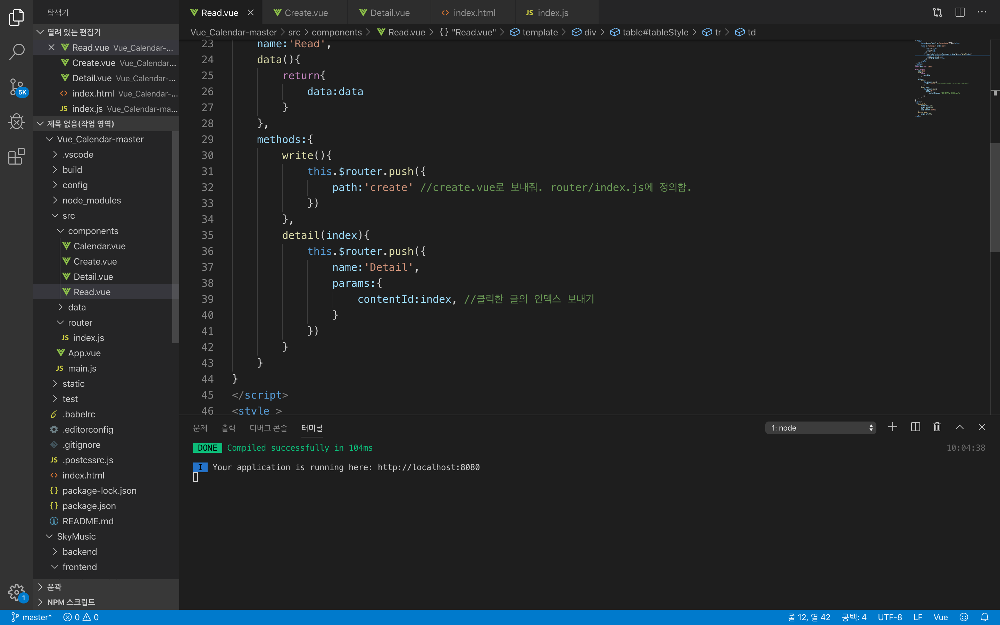 탐색기
열려 있는 편집기
Read.vue Vue_Calendar-...
Create.vue Vue_Calendar...
Detail.vue Vue_Calendar-...
index.html Vue_Calendar-...
JS index.js Vue_Calendar-ma...
제목 없음(작업 영역)
Vue_Calendar-master
.vscode
build
config
node_modules
src
components
Calendar.vue
Create.vue
Detail.vue
Read.vue
data
router
JS index.js
App.vue
JS main.js
static
test
.babelrc
.editorconfig
.gitignore
JS .postcssrc.js
index.html
{} package-lock.json
{} package.json
README.md
SkyMusic
backend
frontend
윤곽
NPM 스크립트
5K
1
Read.vue Create.vue Detail.vue <> index.html JS index.js
Vue_Calendar-master > src > components > Read.vue > {} "Read.vue" > template > div > table#tableStyle > tr > td
23 name:'Read',
24 data(){
25 return{
26 data:data
27 }
28 },
29 methods:{
30 write(){
31 this.$router.push({
32 path:'create' //create.vue로 보내줘. router/index.js에 정의함.
33 })
34 },
35 detail(index){
36 this.$router.push({
37 name:'Detail',
38 params:{
39 contentId:index, //클릭한 글의 인덱스 보내기
40 }
41 })
42 }
43 }
44 }
45 </script>
46 <style >
문제 출력 디버그 콘솔 터미널 1: node
DONE Compiled successfully in 104ms 10:04:38
I Your application is running here: http://localhost:8080
master* 0 0 줄 12, 열 42 공백: 4 UTF-8 LF Vue